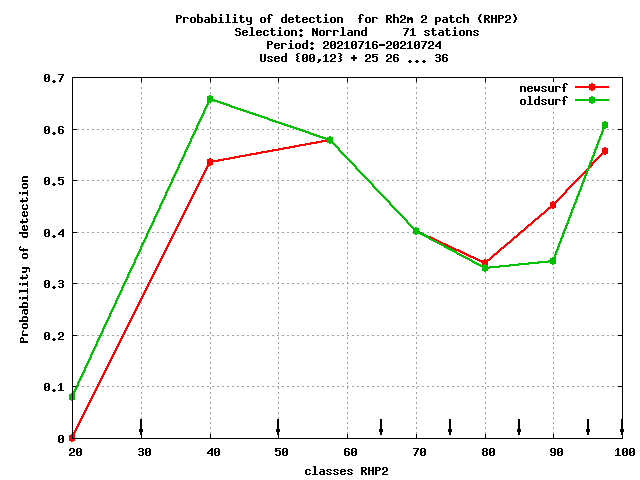 Probability of detection  for Rh2m 2 patch (RHP2)
Selection: Norrland     71 stations
Period: 20210716-20210724
Used {00,12} + 25 26 ... 36
newsurf
oldsurf
Probability of detection
0.7
0.6
0.5
0.4
0.3
0.2
0.1
0
20 30 40 50 60 70 80 90 100
classes RHP2